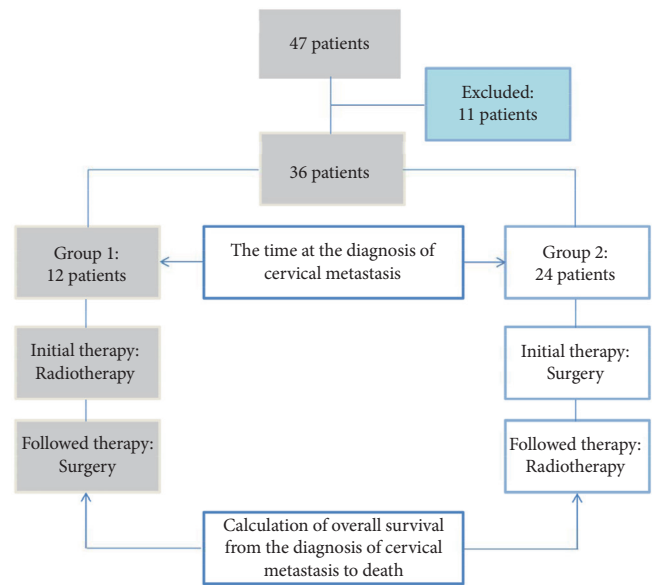 47 patients
Excluded:
11 patients
36 patients
Group 1:
12 patients
The time at the diagnosis of
cervical metastasis
Group 2:
24 patients
Initial therapy:
Radiotherapy
Initial therapy:
Surgery
Followed therapy:
Surgery
Followed therapy:
Radiotherapy
Calculation of overall survival
from the diagnosis of cervical
metastasis to death